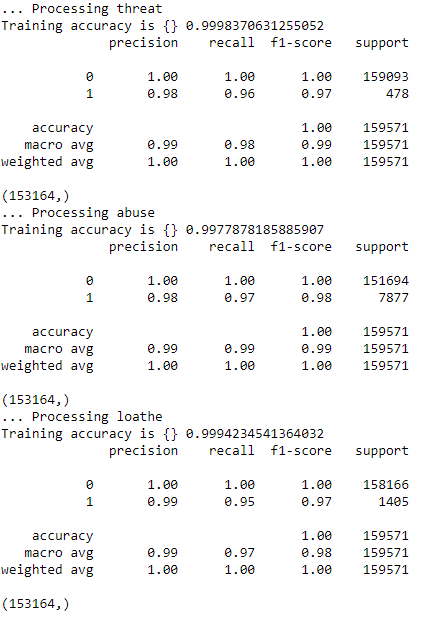 ... Processing threat
Training accuracy is {} 0.9998370631255052
precision recall f1-score support
0 1.00 1.00 1.00 159093
1 0.98 0.96 0.97 478
accuracy 1.00 159571
macro avg 0.99 0.98 0.99 159571
weighted avg 1.00 1.00 1.00 159571
(153164,)
... Processing abuse
Training accuracy is {} 0.9977878185885907
precision recall f1-score support
0 1.00 1.00 1.00 151694
1 0.98 0.97 0.98 7877
accuracy 1.00 159571
macro avg 0.99 0.99 0.99 159571
weighted avg 1.00 1.00 1.00 159571
(153164,)
... Processing loathe
Training accuracy is {} 0.9994234541364032
precision recall f1-score support
0 1.00 1.00 1.00 158166
1 0.99 0.95 0.97 1405
accuracy 1.00 159571
macro avg 0.99 0.97 0.98 159571
weighted avg 1.00 1.00 1.00 159571
(153164,)